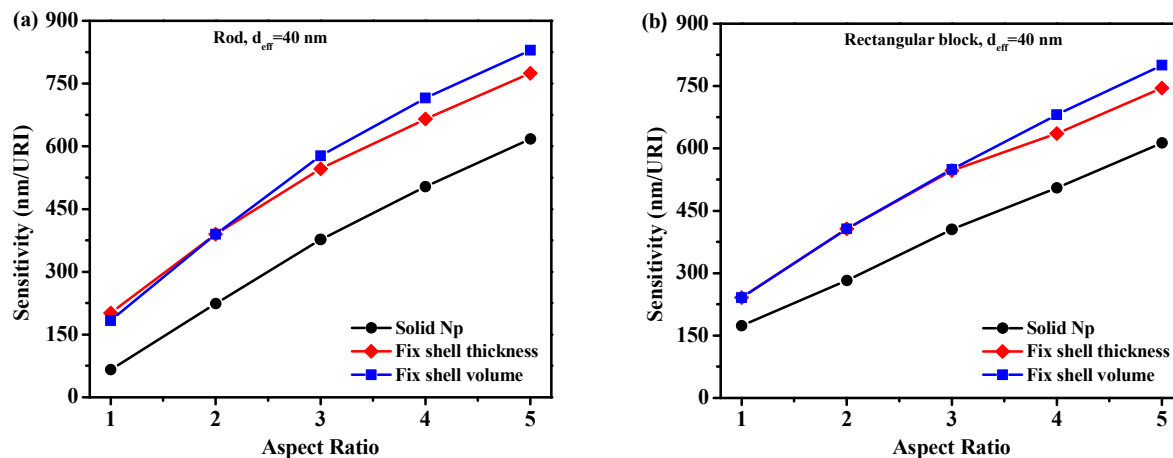 (a)
Rod, d_eff=40 nm
Sensitivity (nm/URI)
900
750
600
450
300
150
0
Solid Np
Fix shell thickness
Fix shell volume
1 2 3 4 5
Aspect Ratio
(b)
Rectangular block, d_eff=40 nm
Sensitivity (nm/URI)
900
750
600
450
300
150
0
Solid Np
Fix shell thickness
Fix shell volume
1 2 3 4 5
Aspect Ratio